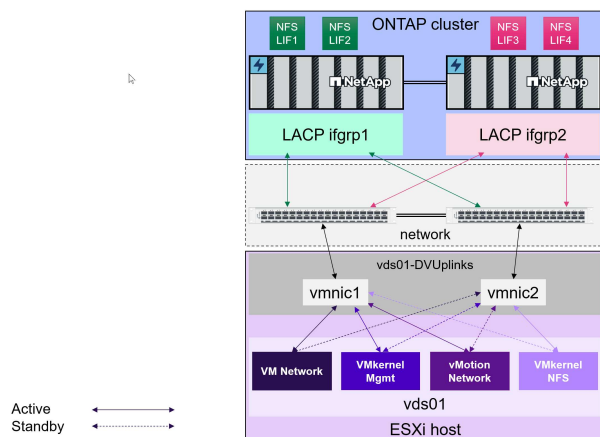 ONTAP cluster
NFS
LIF1
NFS
LIF2
NFS
LIF3
NFS
LIF4
NetApp
NetApp
LACP ifgrp1
LACP ifgrp2
network
vds01-DVUplinks
vmnic1
vmnic2
VM Network
VMkernel
Mgmt
vMotion
Network
VMkernel
NFS
vds01
ESXi host
Active
Standby